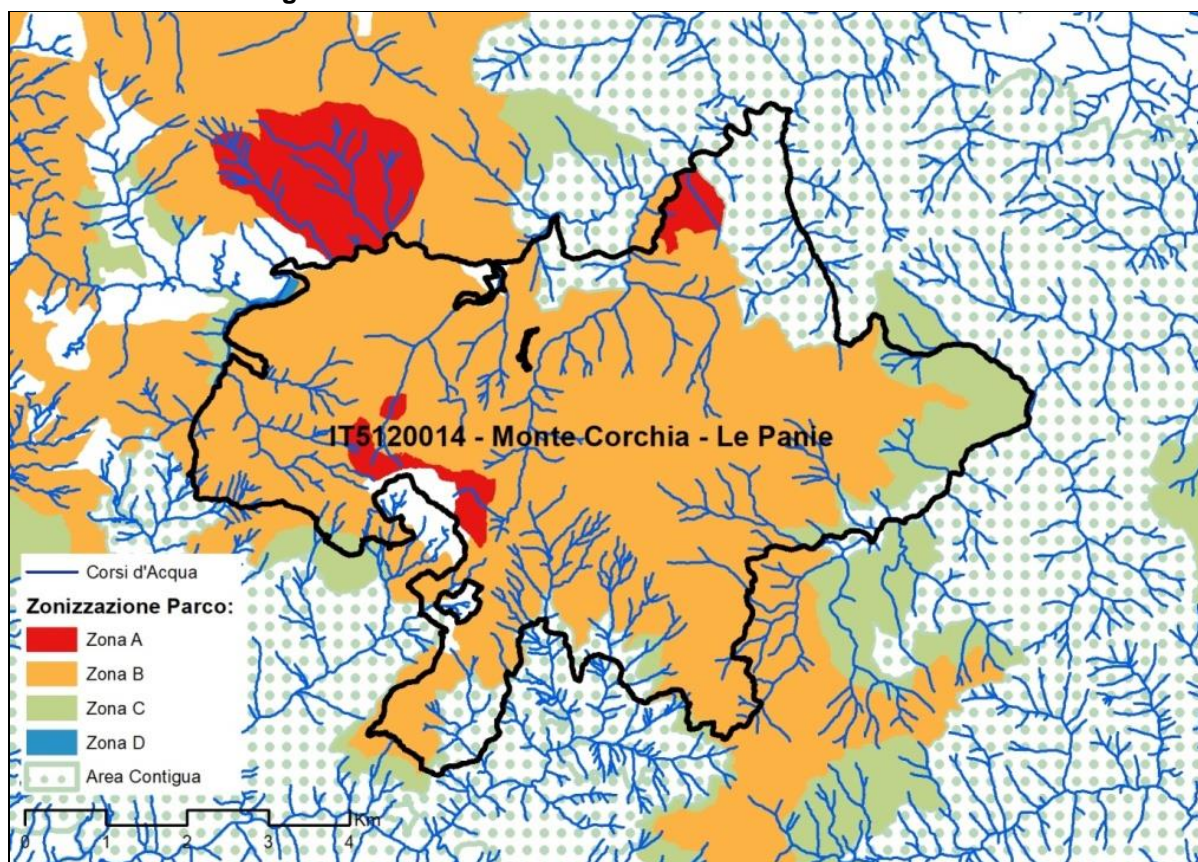 IT5120014 - Monte Corchia - Le Panie
Corsi d'Acqua
Zonizzazione Parco:
Zona A
Zona B
Zona C
Zona D
Area Contigua
Km
0 1 2 3 4